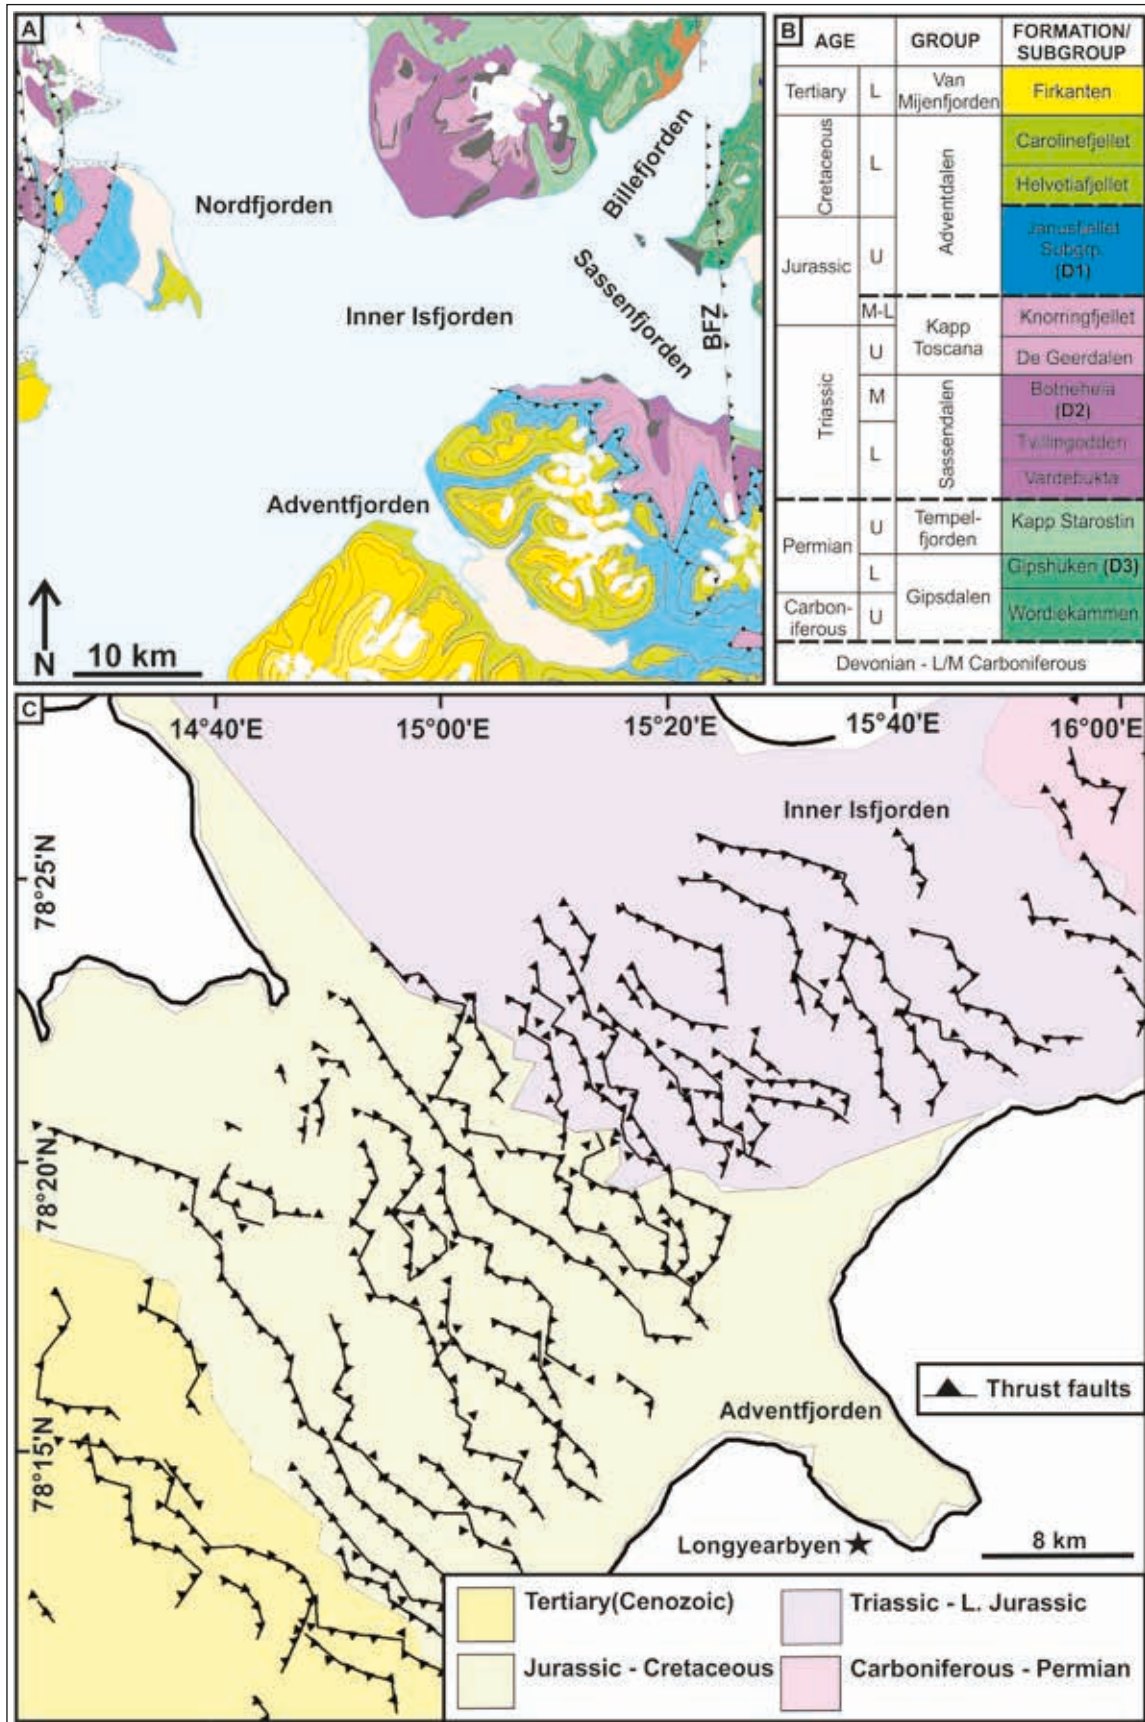 A
Nordfjorden
Billefjorden
Sassenfjorden
Inner Isfjorden
BFZ
Adventfjorden
N
10 km
B
AGE
GROUP
FORMATION/
SUBGROUP
Tertiary
L
Van
Mijenfjorden
Firkanten
Cretaceous
L
Adventdalen
Carolinefjellet
Helvetiafjellet
Jurassic
U
Janusfjellet
Subgrp.
(D1)
M-L
Kapp
Toscana
Knorringfjellet
Triassic
U
De Geerdalen
M
Sassendalen
Botneheia
(D2)
L
Tvillingodden
Vardebukta
Permian
U
Tempel-
fjorden
Kapp Starostin
L
Gipsdalen
Gipshuken (D3)
Carbon-
iferous
U
Wordiekammen
Devonian - L/M Carboniferous
C
14°40'E
15°00'E
15°20'E
15°40'E
16°00'E
Inner Isfjorden
78°25'N
78°20'N
78°15'N
Thrust faults
Adventfjorden
Longyearbyen
8 km
Tertiary(Cenozoic)
Triassic - L. Jurassic
Jurassic - Cretaceous
Carboniferous - Permian